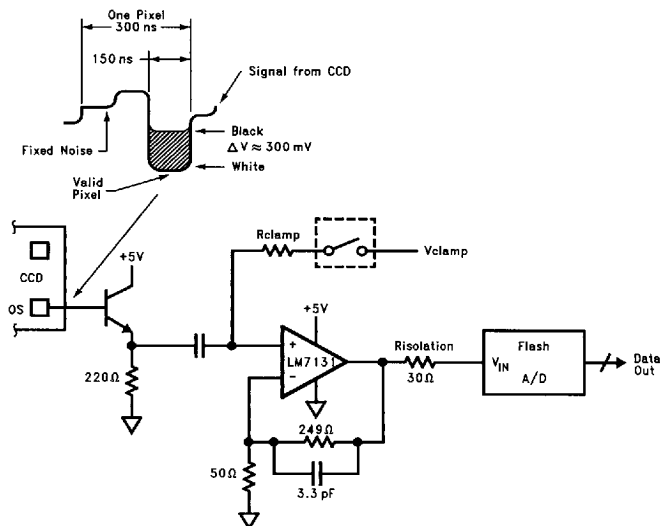 One Pixel
300 ns
150 ns
Signal from CCD
Black
ΔV ≈ 300 mV
White
Fixed Noise
Valid
Pixel
CCD
OS
+5V
220Ω
Rclamp
Vclamp
+5V
+
LM7131
−
Risolation
30Ω
VIN
Flash
A/D
Data
Out
249Ω
3.3 pF
50Ω